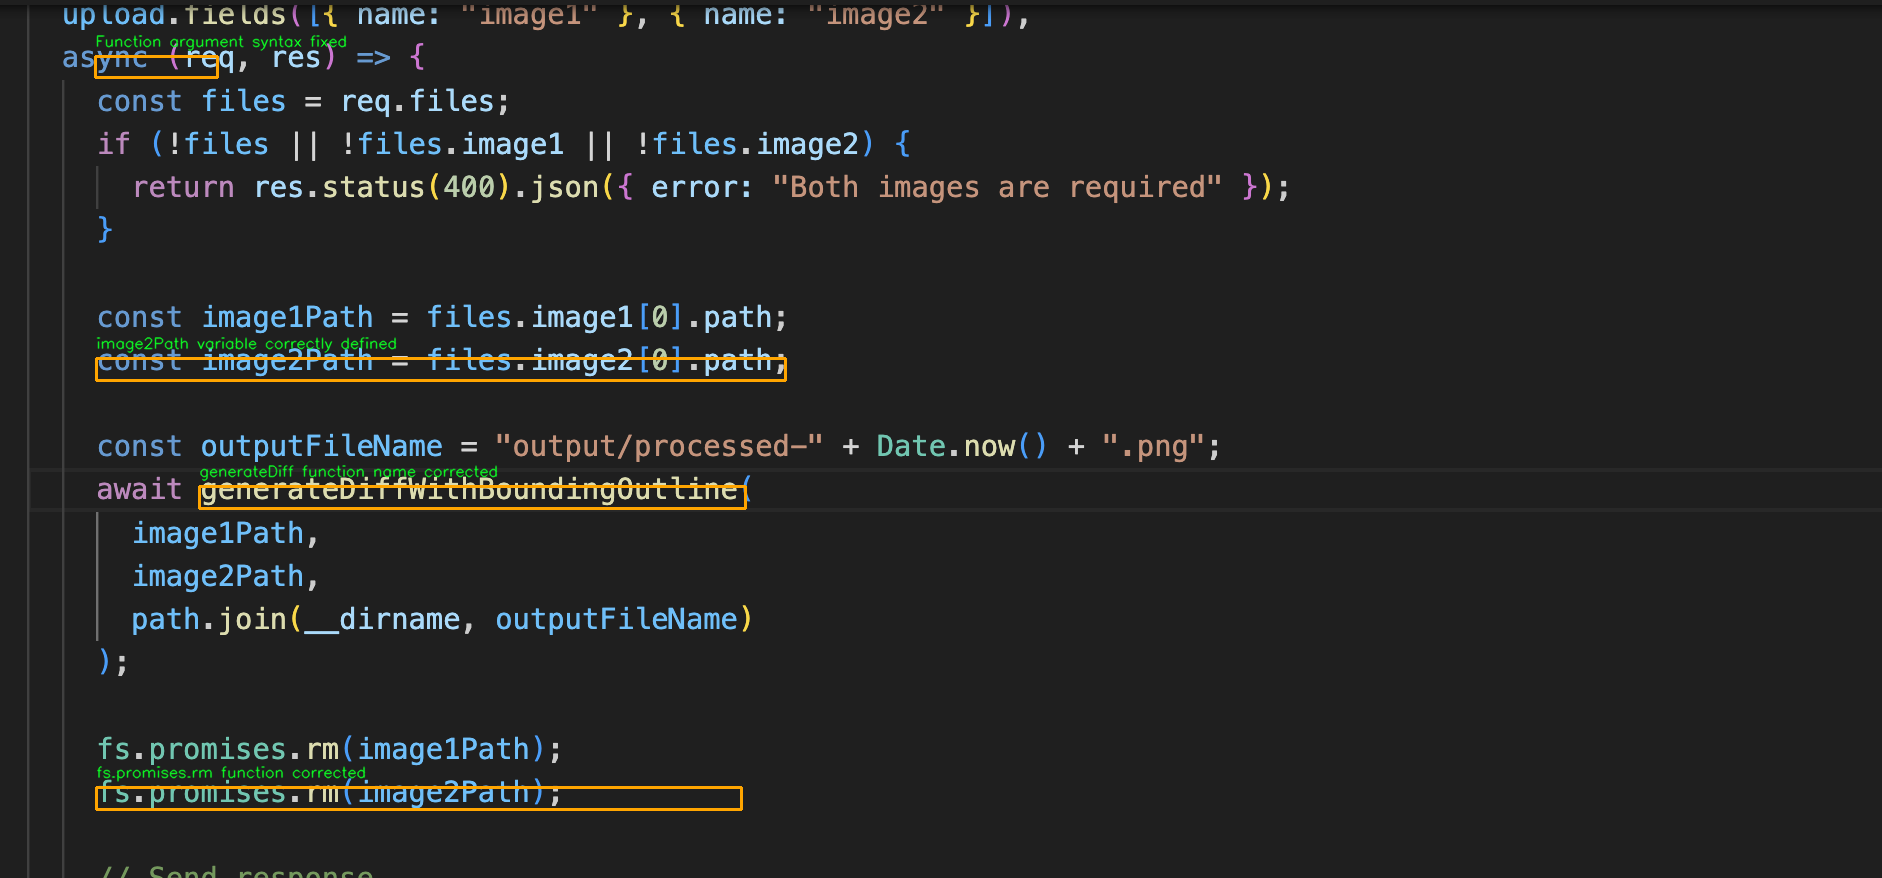 upload.fields([{ name: "image1" }, { name: "image2" }]),
Function argument syntax fixed
async (req, res) => {
const files = req.files;
if (!files || !files.image1 || !files.image2) {
return res.status(400).json({ error: "Both images are required" });
}
const image1Path = files.image1[0].path;
image2Path variable correctly defined
const image2Path = files.image2[0].path;
const outputFileName = "output/processed-" + Date.now() + ".png";
generateDiff function name corrected
await generateDiffWithBoundingOutline(
image1Path,
image2Path,
path.join(__dirname, outputFileName)
);
fs.promises.rm(image1Path);
fs.promises.rm function corrected
fs.promises.rm(image2Path);
// Send response